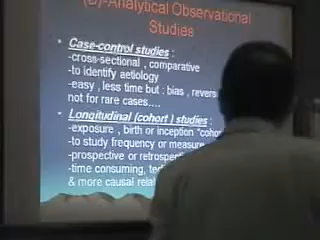 (B)-Analytical Observational
Studies
• Case-control studies :
-cross-sectional , comparative
-to identify aetiology
-easy , less time but : bias , revers
not for rare cases....
• Longitudinal (cohort ) studies :
-exposure , birth or inception "coho
-to study frequency or measure
-prospective or retrospe
-time consuming,
& more causal rela